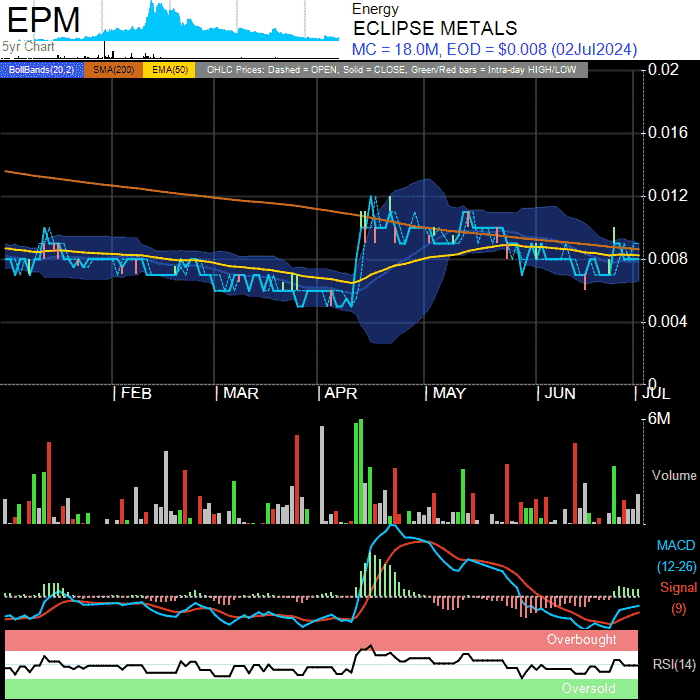 EPM
Energy
ECLIPSE METALS
5yr Chart
MC = 18.0M, EOD = $0.008 (02Jul2024)
BollBands(20,2) SMA(200) EMA(50) OHLC Prices: Dashed = OPEN, Solid = CLOSE, Green/Red bars = Intra-day HIGH/LOW
0.02
0.016
0.012
0.008
0.004
0
FEB MAR APR MAY JUN JUL
6M
Volume
MACD
(12-26)
Signal
(9)
Overbought
RSI(14)
Oversold